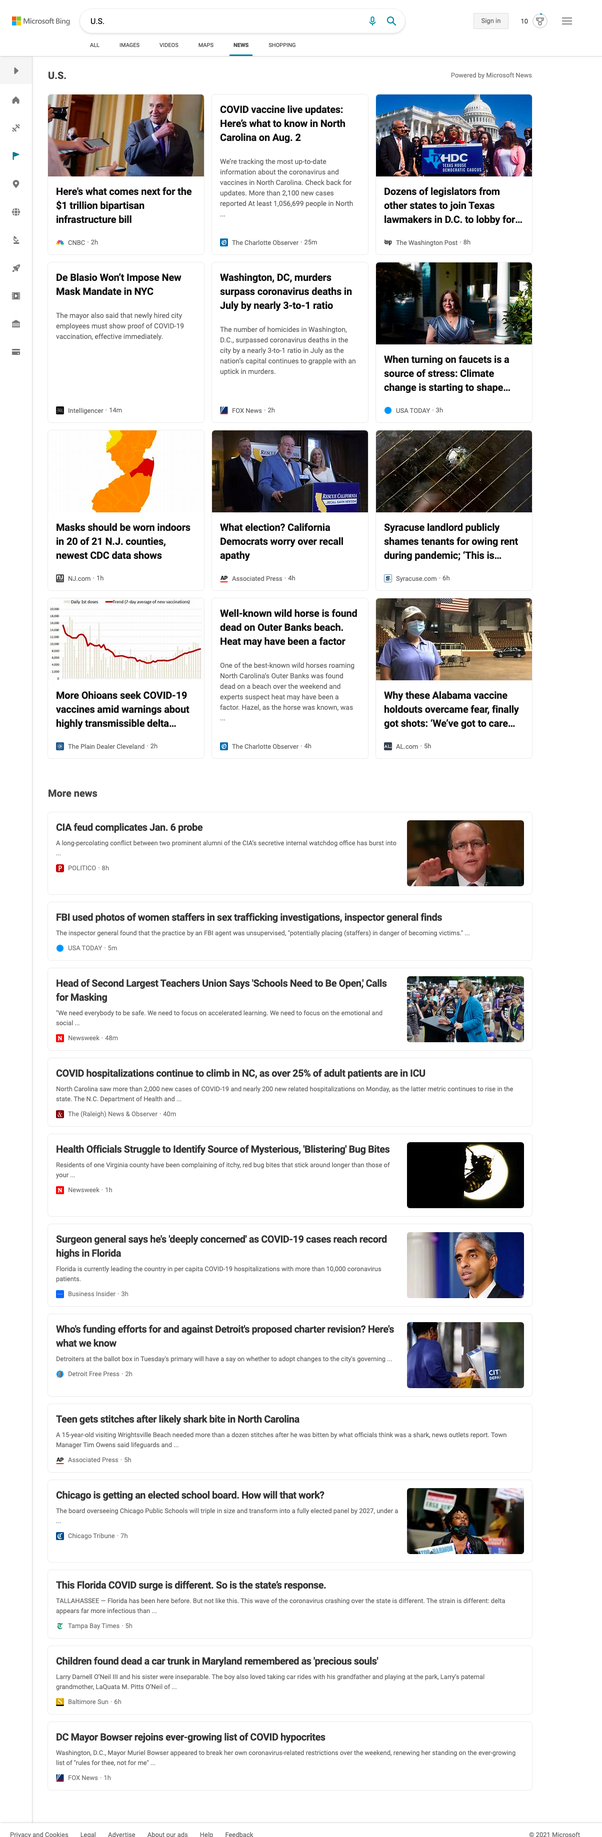 Microsoft Bing
U.S.
Sign in
10
ALL
IMAGES
VIDEOS
MAPS
NEWS
SHOPPING
U.S.
Powered by Microsoft News
Here's what comes next for the
$1 trillion bipartisan
infrastructure bill
CNBC · 2h
COVID vaccine live updates:
Here's what to know in North
Carolina on Aug. 2
We're tracking the most up-to-date
information about the coronavirus and
vaccines in North Carolina. Check back for
updates. More than 2,100 new cases
reported At least 1,056,699 people in North
...
The Charlotte Observer · 25m
HDC
TEXAS HOUSE
DEMOCRATIC CAUCUS
Dozens of legislators from
other states to join Texas
lawmakers in D.C. to lobby for...
wp The Washington Post · 8h
De Blasio Won't Impose New
Mask Mandate in NYC
The mayor also said that newly hired city
employees must show proof of COVID-19
vaccination, effective immediately.
Intelligencer · 14m
Washington, DC, murders
surpass coronavirus deaths in
July by nearly 3-to-1 ratio
The number of homicides in Washington,
D.C., surpassed coronavirus deaths in the
city by a nearly 3-to-1 ratio in July as the
nation's capital continues to grapple with an
uptick in murders.
FOX News · 2h
When turning on faucets is a
source of stress: Climate
change is starting to shape...
USA TODAY · 3h
Masks should be worn indoors
in 20 of 21 N.J. counties,
newest CDC data shows
NJ.com · 1h
RESCUE CALIFORNIA
RESCUE CALIFORNIA
What election? California
Democrats worry over recall
apathy
AP Associated Press · 4h
Syracuse landlord publicly
shames tenants for owing rent
during pandemic; 'This is...
S Syracuse.com · 6h
Daily 1st doses
Trend (7-day average of new vaccinations)
20,000
18,000
16,000
14,000
12,000
10,000
8,000
6,000
4,000
2,000
0
More Ohioans seek COVID-19
vaccines amid warnings about
highly transmissible delta...
The Plain Dealer Cleveland · 2h
Well-known wild horse is found
dead on Outer Banks beach.
Heat may have been a factor
One of the best-known wild horses roaming
North Carolina's Outer Banks was found
dead on a beach over the weekend and
experts suspect heat may have been a
factor. Hazel, as the horse was known, was
...
The Charlotte Observer · 4h
Why these Alabama vaccine
holdouts overcame fear, finally
got shots: 'We've got to care...
AL.com · 5h
More news
CIA feud complicates Jan. 6 probe
A long-percolating conflict between two prominent alumni of the CIA's secretive internal watchdog office has burst into
...
P POLITICO · 8h
FBI used photos of women staffers in sex trafficking investigations, inspector general finds
The inspector general found that the practice by an FBI agent was unsupervised, "potentially placing (staffers) in danger of becoming victims." ...
USA TODAY · 5m
Head of Second Largest Teachers Union Says 'Schools Need to Be Open,' Calls
for Masking
"We need everybody to be safe. We need to focus on accelerated learning. We need to focus on the emotional and
social ...
N Newsweek · 48m
COVID hospitalizations continue to climb in NC, as over 25% of adult patients are in ICU
North Carolina saw more than 2,000 new cases of COVID-19 and nearly 200 new related hospitalizations on Monday, as the latter metric continues to rise in the
state. The N.C. Department of Health and ...
The (Raleigh) News & Observer · 40m
Health Officials Struggle to Identify Source of Mysterious, 'Blistering' Bug Bites
Residents of one Virginia county have been complaining of itchy, red bug bites that stick around longer than those of
your ...
N Newsweek · 1h
Surgeon general says he's 'deeply concerned' as COVID-19 cases reach record
highs in Florida
Florida is currently leading the country in per capita COVID-19 hospitalizations with more than 10,000 coronavirus
patients.
Business Insider · 3h
Who's funding efforts for and against Detroit's proposed charter revision? Here's
what we know
Detroiters at the ballot box in Tuesday's primary will have a say on whether to adopt changes to the city's governing ...
Detroit Free Press · 2h
CITY
Teen gets stitches after likely shark bite in North Carolina
A 15-year-old visiting Wrightsville Beach needed more than a dozen stitches after he was bitten by what officials think was a shark, news outlets report. Town
Manager Tim Owens said lifeguards and ...
AP Associated Press · 5h
Chicago is getting an elected school board. How will that work?
The board overseeing Chicago Public Schools will triple in size and transform into a fully elected panel by 2027, under a
...
Chicago Tribune · 7h
This Florida COVID surge is different. So is the state's response.
TALLAHASSEE — Florida has been here before. But not like this. This wave of the coronavirus crashing over the state is different. The strain is different: delta
appears far more infectious than ...
Tampa Bay Times · 5h
Children found dead a car trunk in Maryland remembered as 'precious souls'
Larry Darnell O'Neil III and his sister were inseparable. The boy also loved taking car rides with his grandfather and playing at the park, Larry's paternal
grandmother, LaQuata M. Pitts O'Neil of ...
Baltimore Sun · 6h
DC Mayor Bowser rejoins ever-growing list of COVID hypocrites
Washington, D.C., Mayor Muriel Bowser appeared to break her own coronavirus-related restrictions over the weekend, renewing her standing on the ever-growing
list of "rules for thee, not for me" ...
FOX News · 1h
Privacy and Cookies
Legal
Advertise
About our ads
Help
Feedback
© 2021 Microsoft